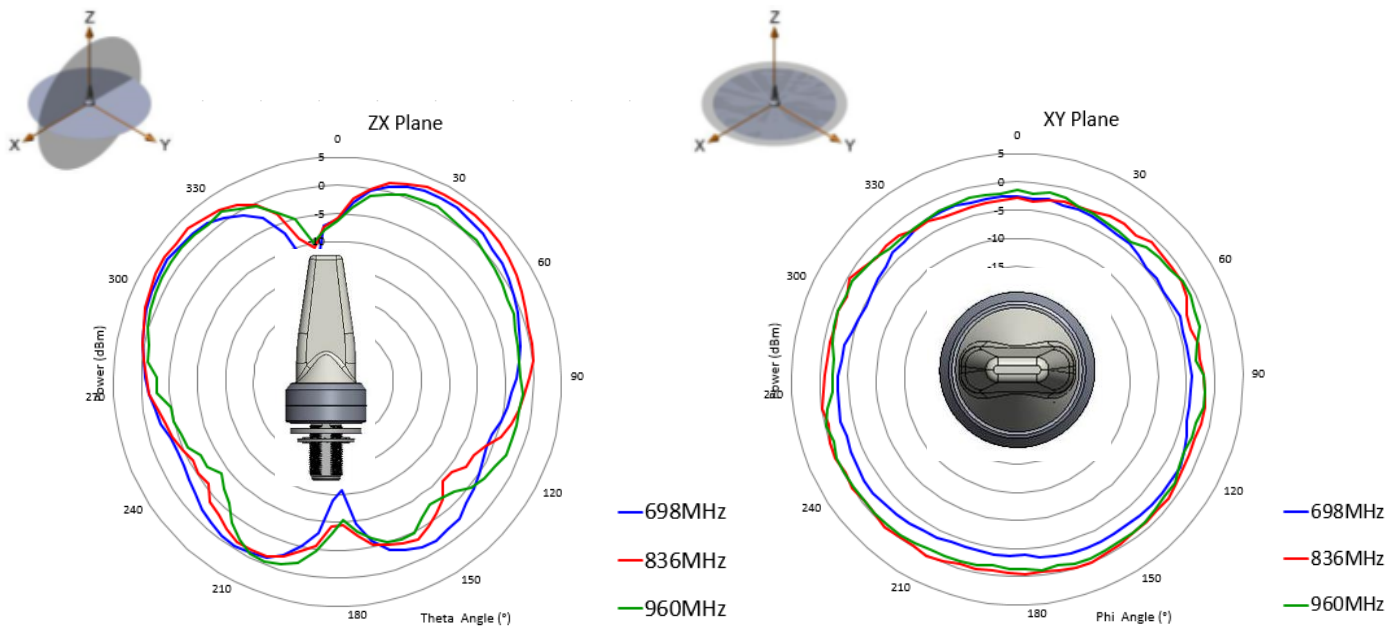 Z
X
Y
ZX Plane
0
5
0
-5
-10
30
60
90
120
150
180
210
240
270
300
330
Power (dBm)
Theta Angle (°)
698MHz
836MHz
960MHz
Z
X
Y
XY Plane
0
5
0
-5
-10
-15
30
60
90
120
150
180
210
240
270
300
330
Power (dBm)
Phi Angle (°)
698MHz
836MHz
960MHz